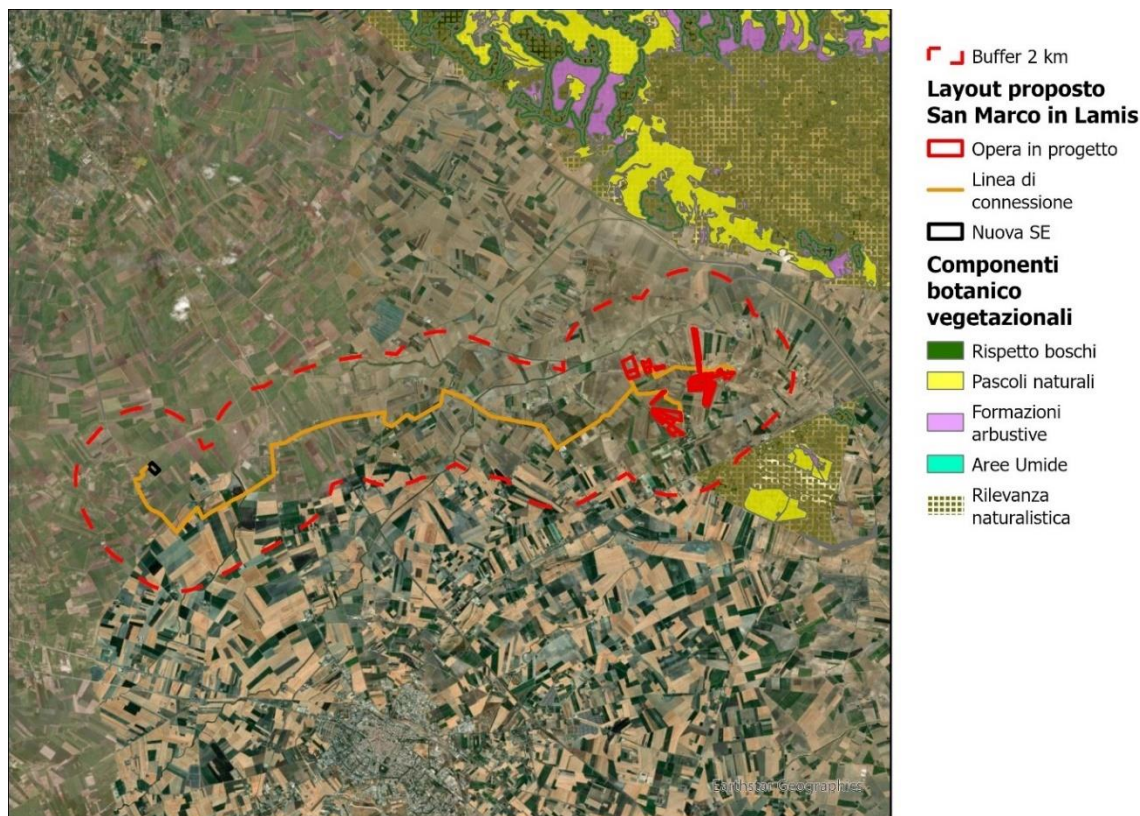 Buffer 2 km
Layout proposto
San Marco in Lamis
Opera in progetto
Linea di
connessione
Nuova SE
Componenti
botanico
vegetazionali
Rispetto boschi
Pascoli naturali
Formazioni
arbustive
Aree Umide
Rilevanza
naturalistica
Earthstar Geographics